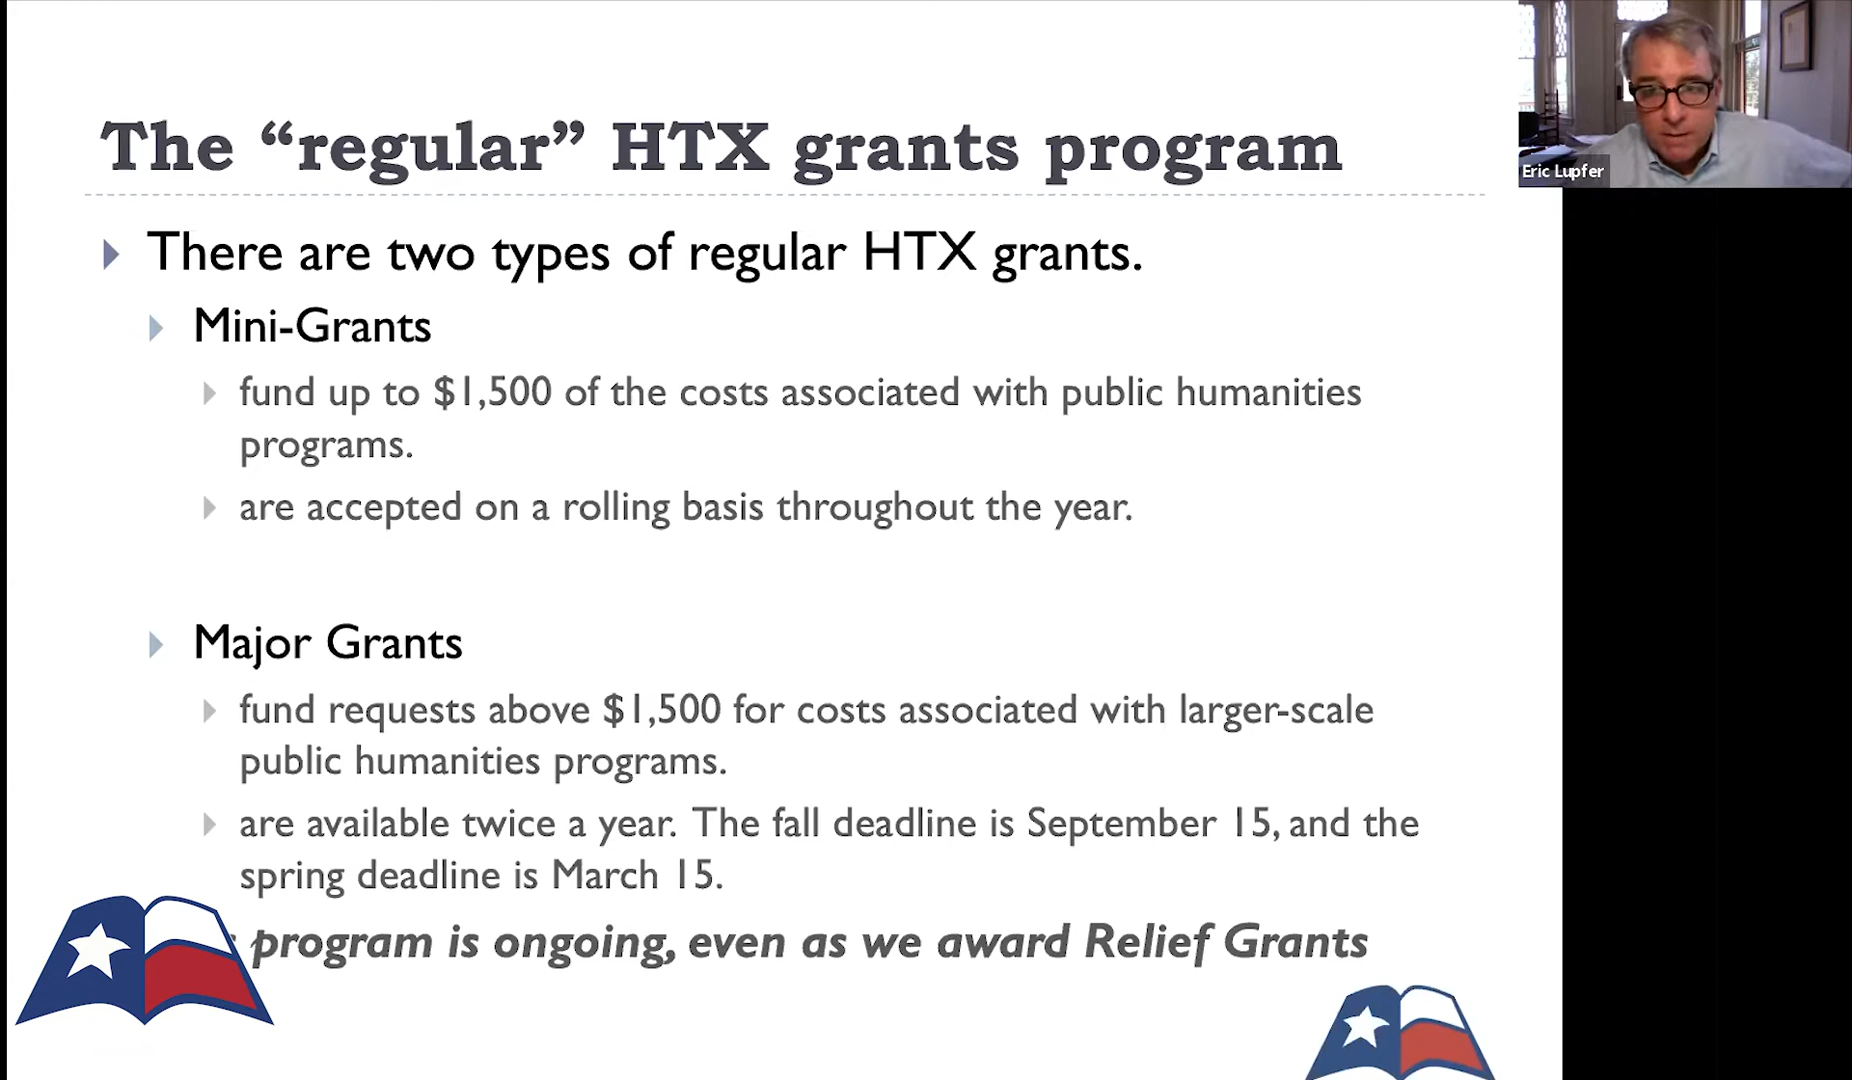 The “regular” HTX grants program
Eric Lupfer
There are two types of regular HTX grants.
Mini-Grants
fund up to $1,500 of the costs associated with public humanities
programs.
are accepted on a rolling basis throughout the year.
Major Grants
fund requests above $1,500 for costs associated with larger-scale
public humanities programs.
are available twice a year. The fall deadline is September 15, and the
spring deadline is March 15.
program is ongoing, even as we award Relief Grants